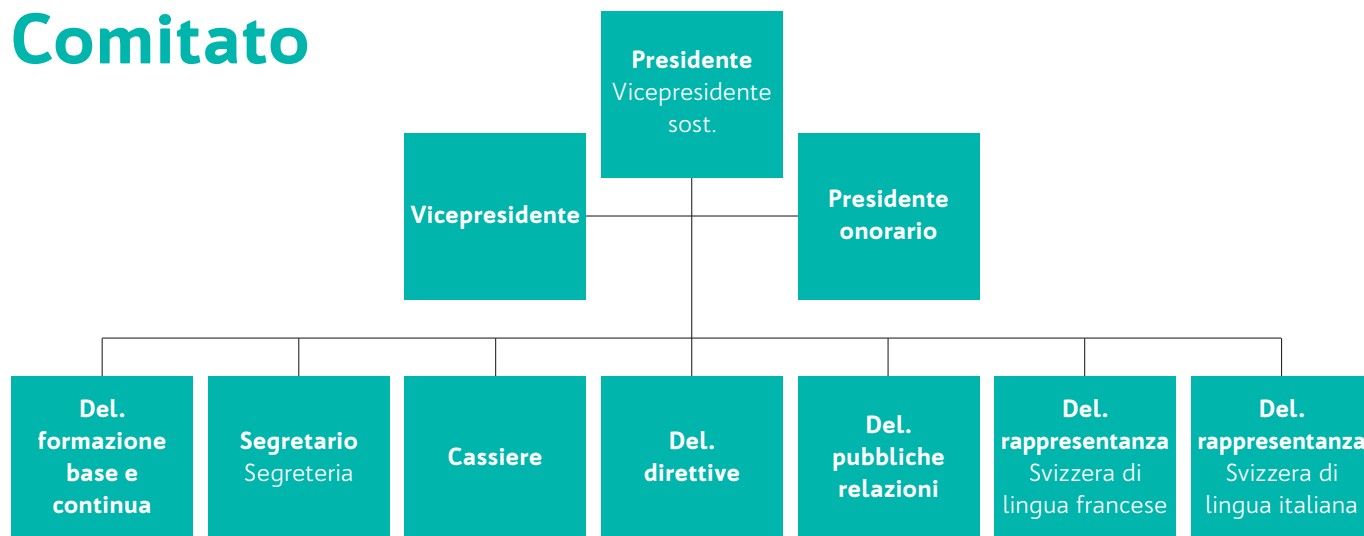 Comitato
Presidente
Vicepresidente
sost.
Vicepresidente
Presidente
onorario
Del.
formazione
base e
continua
Segretario
Segreteria
Cassiere
Del.
direttive
Del.
pubbliche
relazioni
Del.
rappresentanza
Svizzera di
lingua francese
Del.
rappresentanza
Svizzera di
lingua italiana